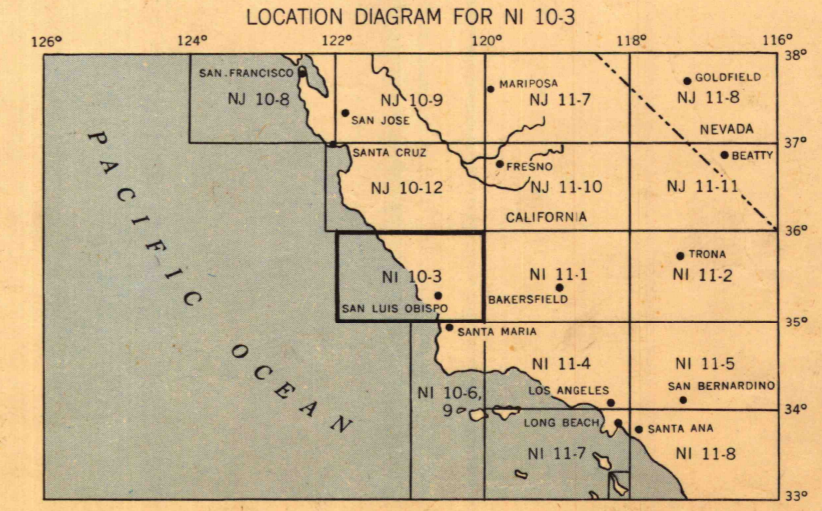 LOCATION DIAGRAM FOR NI 10-3
126° 124° 122° 120° 118° 116°
38°
SAN FRANCISCO
NJ 10-8
NJ 10-9
SAN JOSE
MARIPOSA
NJ 11-7
GOLDFIELD
NJ 11-8
NEVADA
37°
SANTA CRUZ
FRESNO
BEATTY
NJ 10-12
NJ 11-10
NJ 11-11
CALIFORNIA
36°
PACIFIC OCEAN
NI 10-3
SAN LUIS OBISPO
NI 11-1
BAKERSFIELD
TRONA
NI 11-2
35°
SANTA MARIA
NI 11-4
NI 11-5
NI 10-6,
9
LOS ANGELES
SAN BERNARDINO
34°
LONG BEACH
SANTA ANA
NI 11-7
NI 11-8
33°